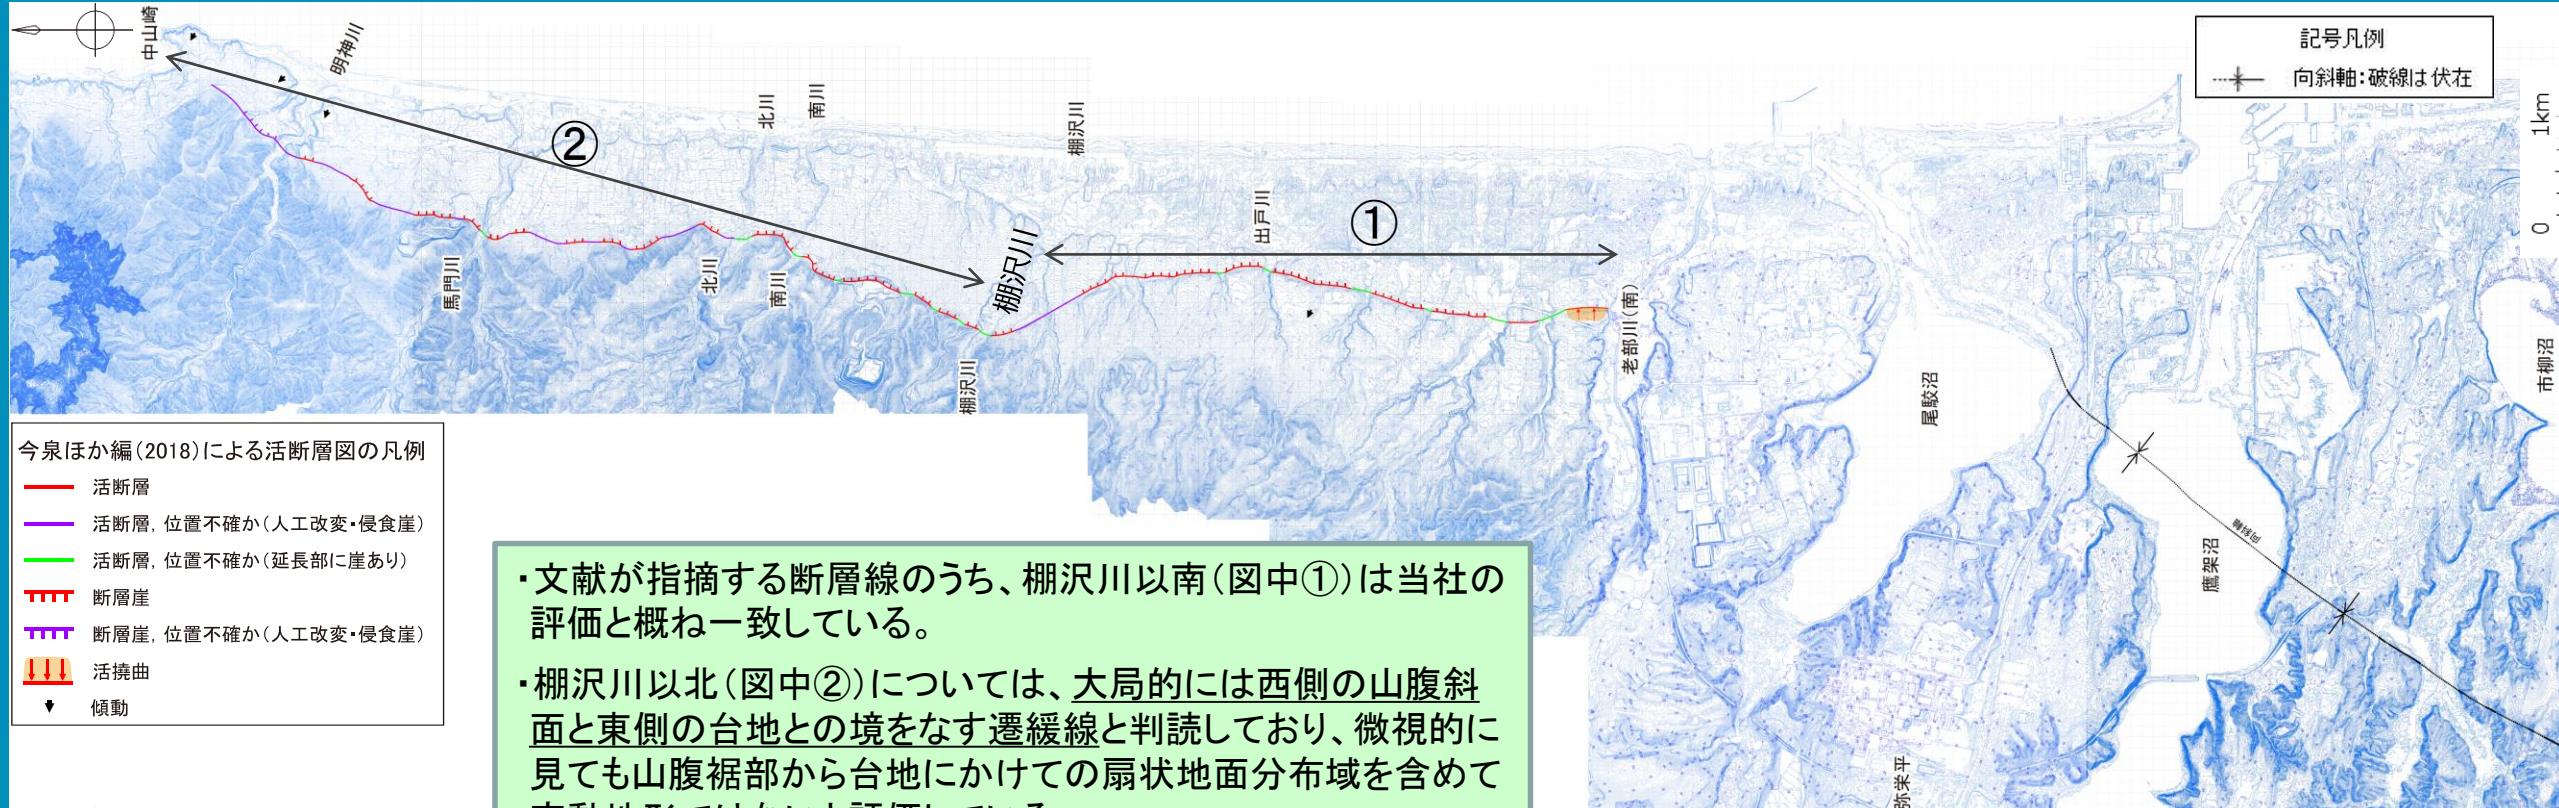 中山崎
明神川
北川
南川
棚沢川
出戸川
②
①
記号凡例
向斜軸:破線は伏在
0 1km
馬門川
北川
南川
棚沢川
棚沢川
老部川(南)
尾駮沼
市柳沼
向斜軸
鷹架沼
弥栄平
今泉ほか編(2018)による活断層図の凡例
活断層
活断層, 位置不確か(人工改変・侵食崖)
活断層, 位置不確か(延長部に崖あり)
断層崖
断層崖, 位置不確か(人工改変・侵食崖)
活撓曲
傾動
・文献が指摘する断層線のうち、棚沢川以南(図中①)は当社の
評価と概ね一致している。
・棚沢川以北(図中②)については、大局的には西側の山腹斜
面と東側の台地との境をなす遷緩線と判読しており、微視的に
見ても山腹裾部から台地にかけての扇状地面分布域を含めて